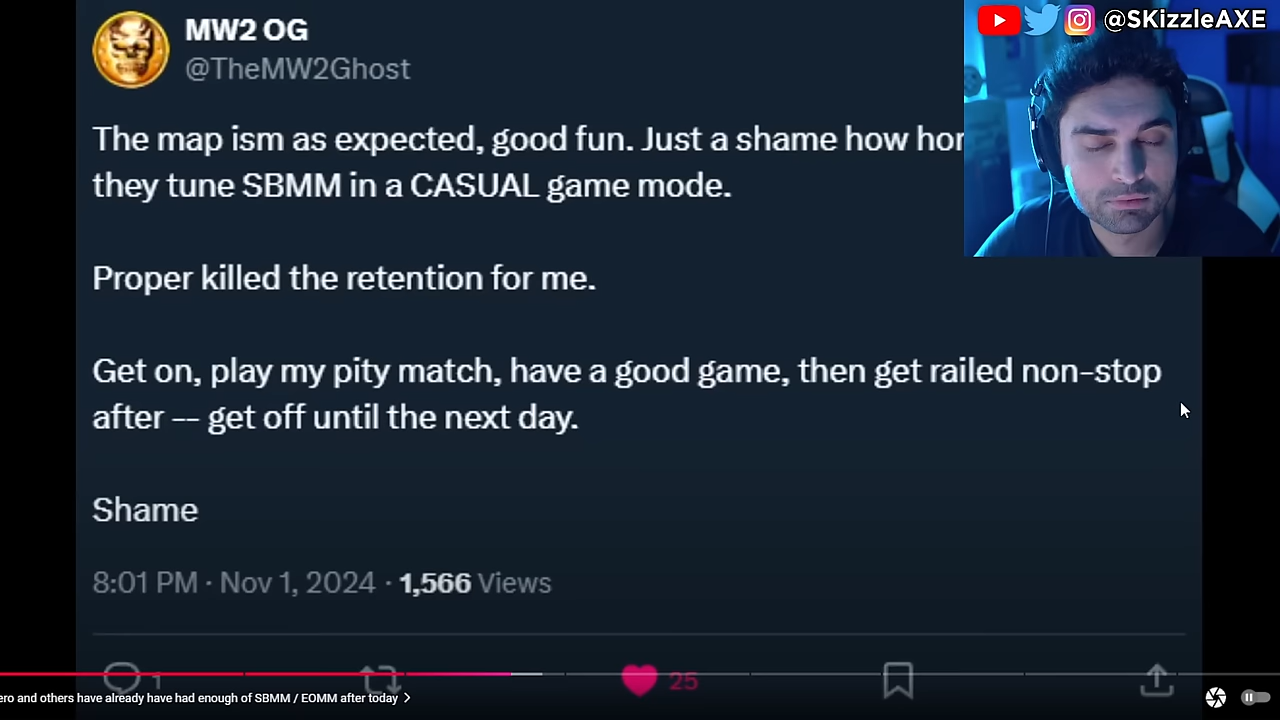 MW2 OG
@SKizzleAXE
@TheMW2Ghost
The map ism as expected, good fun. Just a shame how
they tune SBMM in a CASUAL game mode.
Proper killed the retention for me.
Get on, play my pity match, have a good game, then get railed non-stop
after -- get off until the next day.
Shame
8:01 PM · Nov 1, 2024 · 1,566 Views
1
25
and others have already have had enough of SBMM / EOMM after today >